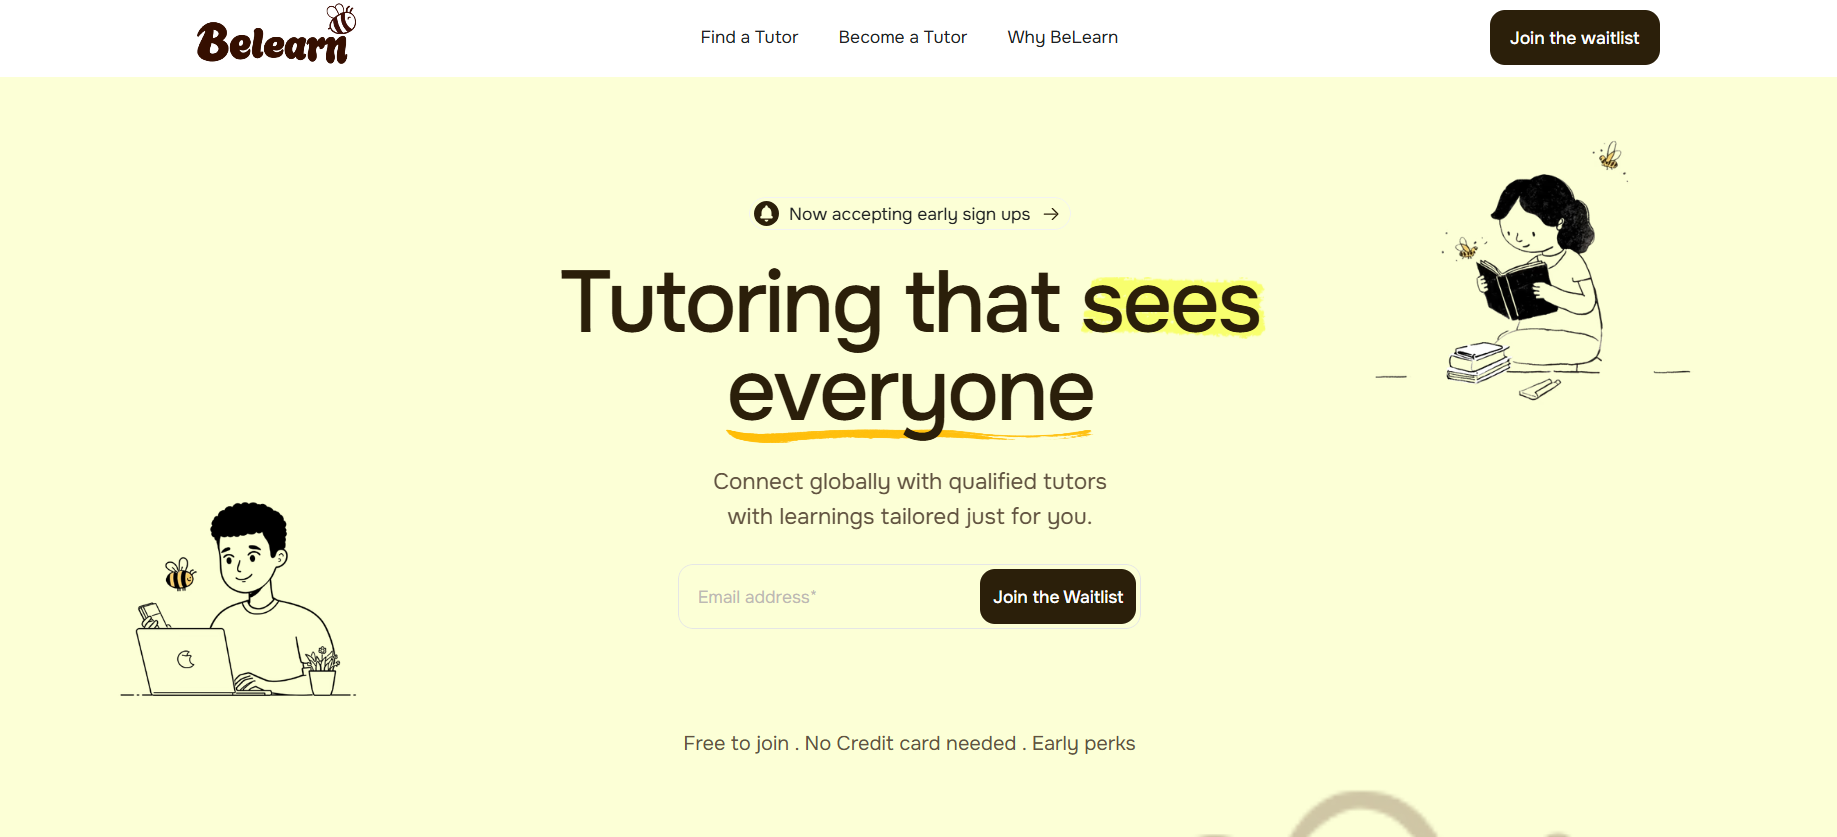 Belearn
Find a Tutor
Become a Tutor
Why BeLearn
Join the waitlist
Now accepting early sign ups →
Tutoring that sees
everyone
Connect globally with qualified tutors
with learnings tailored just for you.
Email address*
Join the Waitlist
Free to join . No Credit card needed . Early perks